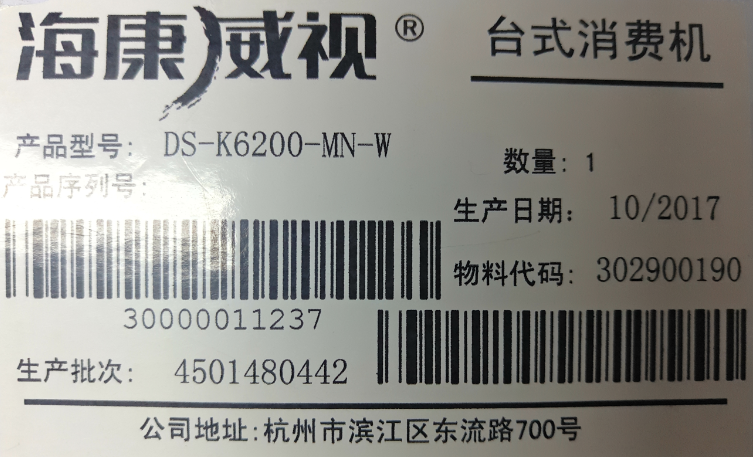 海康威视®
台式消费机
产品型号: DS-K6200-MN-W
数量: 1
产品序列号:
生产日期: 10/2017
物料代码: 302900190
30000011237
生产批次: 4501480442
公司地址:杭州市滨江区东流路700号